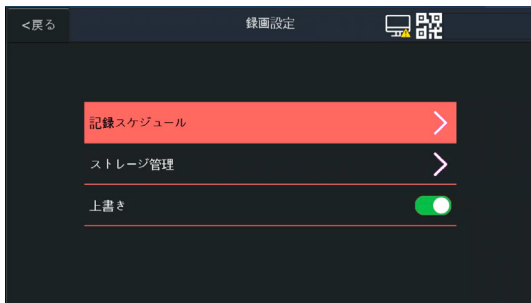 <戻る
録画設定
記録スケジュール
ストレージ管理
上書き